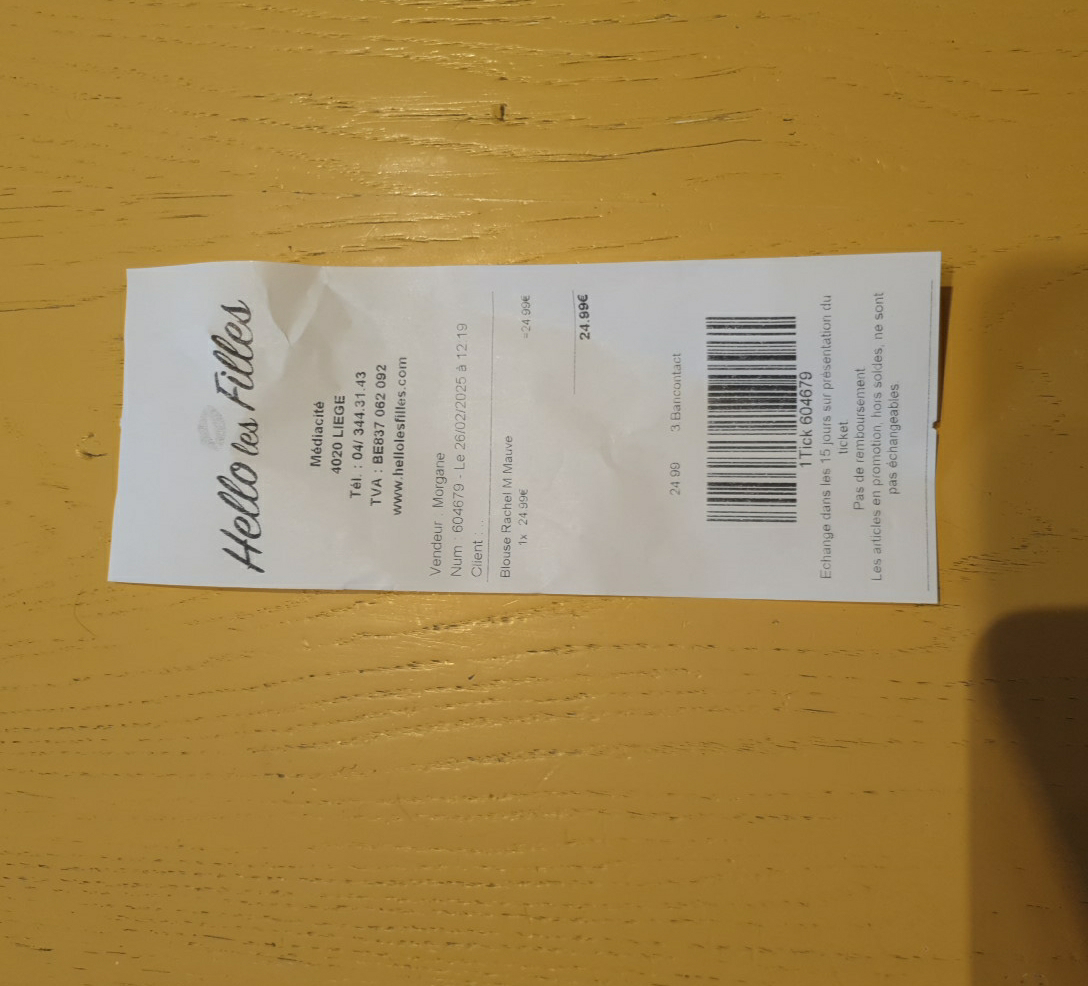 Hello les Filles
Médiacité
4020 LIEGE
Tél. : 04/ 344.31.43
TVA : BE837 062 092
www.hellolesfilles.com
Vendeur : Morgane
Num : 604679 - Le 26/02/2025 à 12:19
Client : ...
Blouse Rachel M Mauve
1x 24.99€ =24.99€
24.99€
24.99 3.Bancontact
1Tick 604679
Echange dans les 15 jours sur présentation du
ticket
Pas de remboursement
Les articles en promotion, hors soldes, ne sont
pas échangeables